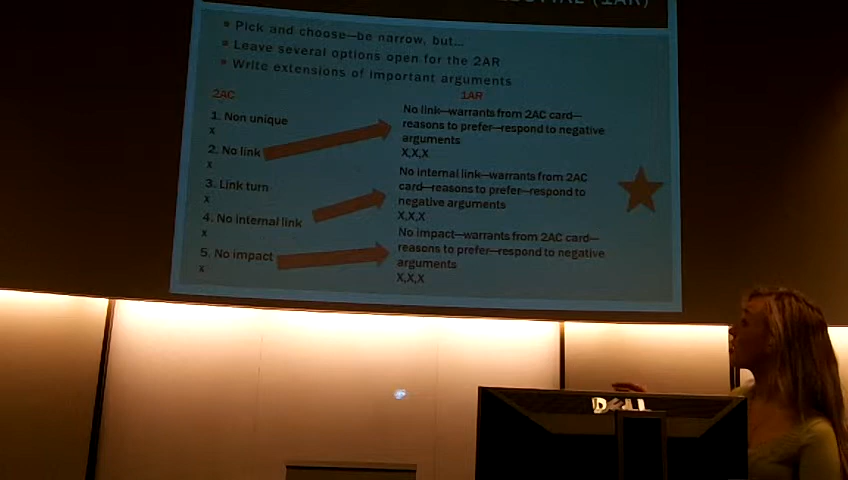 (1AR)
Pick and choose—be narrow, but...
Leave several options open for the 2AR
Write extensions of important arguments
2AC
1. Non unique
x
2. No link
x
3. Link turn
x
4. No internal link
x
5. No impact
x
1AR
No link—warrants from 2AC card—
reasons to prefer—respond to negative
arguments
X,X,X
No internal link—warrants from 2AC
card—reasons to prefer—respond to
negative arguments
X,X,X
No impact—warrants from 2AC card—
reasons to prefer—respond to negative
arguments
X,X,X
DELL